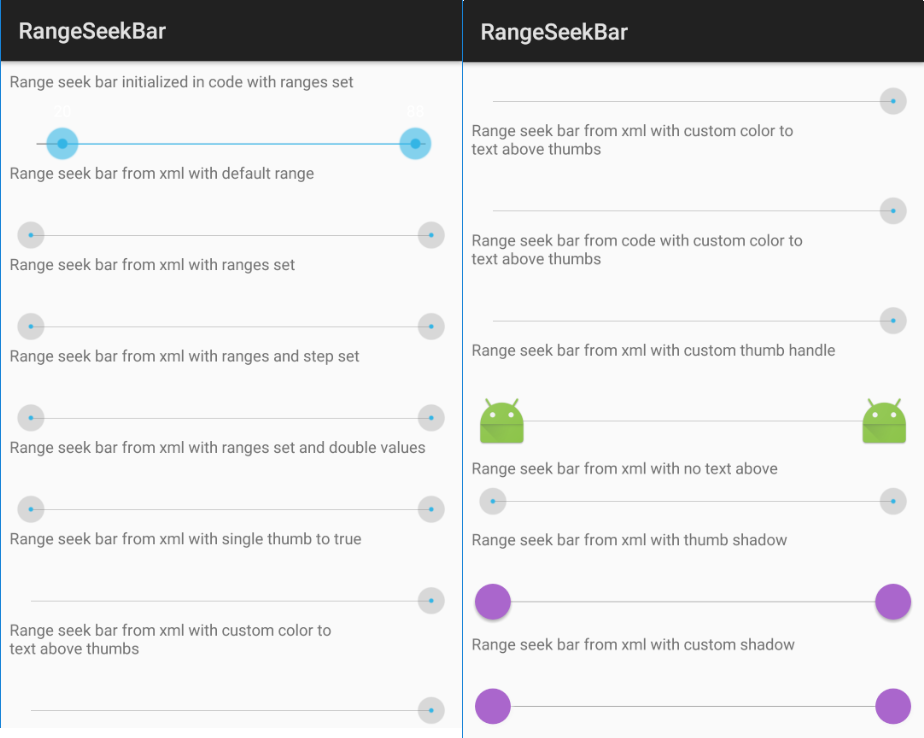 RangeSeekBar
Range seek bar initialized in code with ranges set
Range seek bar from xml with default range
Range seek bar from xml with ranges set
Range seek bar from xml with ranges and step set
Range seek bar from xml with ranges set and double values
Range seek bar from xml with single thumb to true
Range seek bar from xml with custom color to
text above thumbs
RangeSeekBar
Range seek bar from xml with custom color to
text above thumbs
Range seek bar from code with custom color to
text above thumbs
Range seek bar from xml with custom thumb handle
Range seek bar from xml with no text above
Range seek bar from xml with thumb shadow
Range seek bar from xml with custom shadow